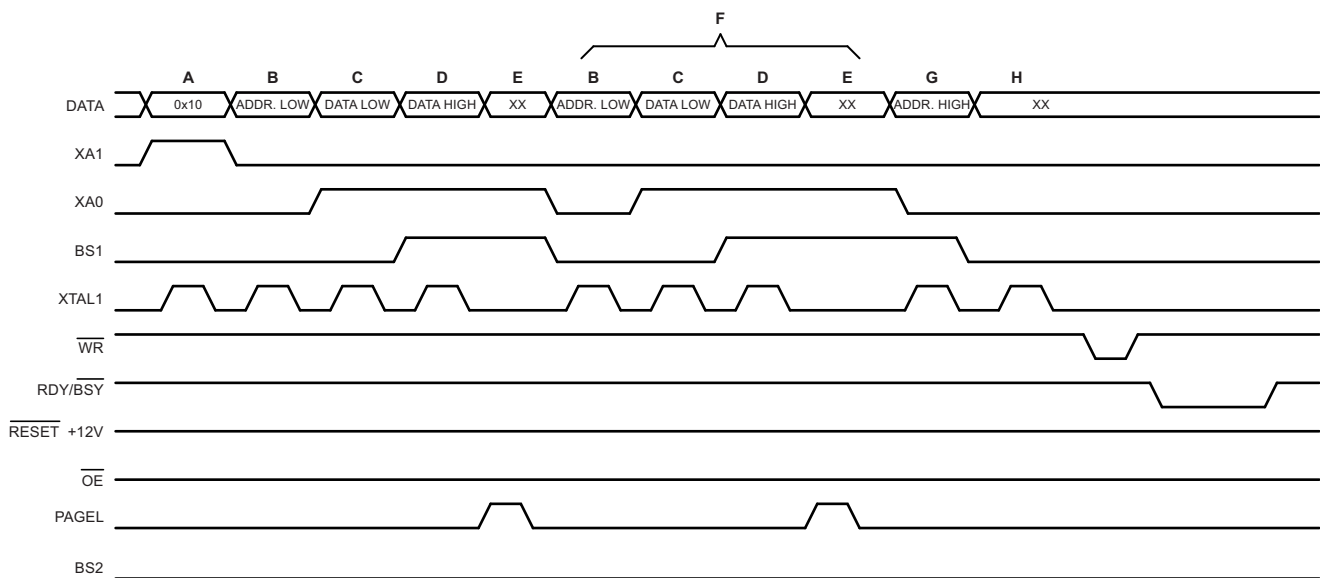 F
A B C D E B C D E G H
DATA 0x10 ADDR. LOW DATA LOW DATA HIGH XX ADDR. LOW DATA LOW DATA HIGH XX ADDR. HIGH XX
XA1
XA0
BS1
XTAL1
WR
RDY/BSY
RESET +12V
OE
PAGEL
BS2